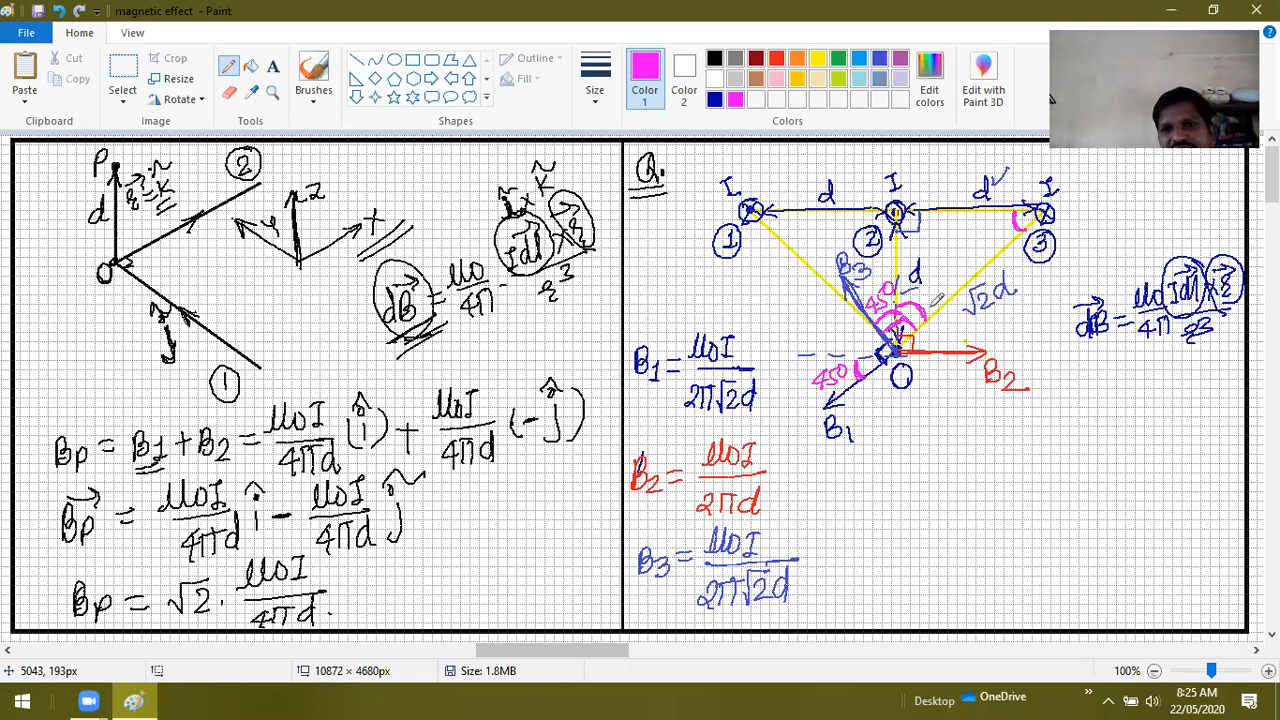 magnetic effect - Paint
File Home View
Paste
Cut
Copy
Clipboard
Select
Crop
Resize
Rotate
Image
A
Tools
Brushes
Outline
Fill
Shapes
Size
Color 1
Color 2
Edit colors
Edit with Paint 3D
Colors
P
d
O
②
①
Z
Y
X
dB = μ0/4π · Idl × r / r³
Bp = B1 + B2 = μ0I/4πd (î) + μ0I/4πd (-ĵ)
Bp = μ0I/4πd î - μ0I/4πd ĵ
Bp = √2 · μ0I/4πd
Q.
I d I d I
① ② ③
B3 45° d √2d
dB = μ0/4π Idl × r / r³
45° O B2
B1
B1 = μ0I/2π√2d
B2 = μ0I/2πd
B3 = μ0I/2π√2d
5043, 193px
10872 × 4680px
Size: 1.8MB
100%
Desktop
OneDrive
8:25 AM
22/05/2020